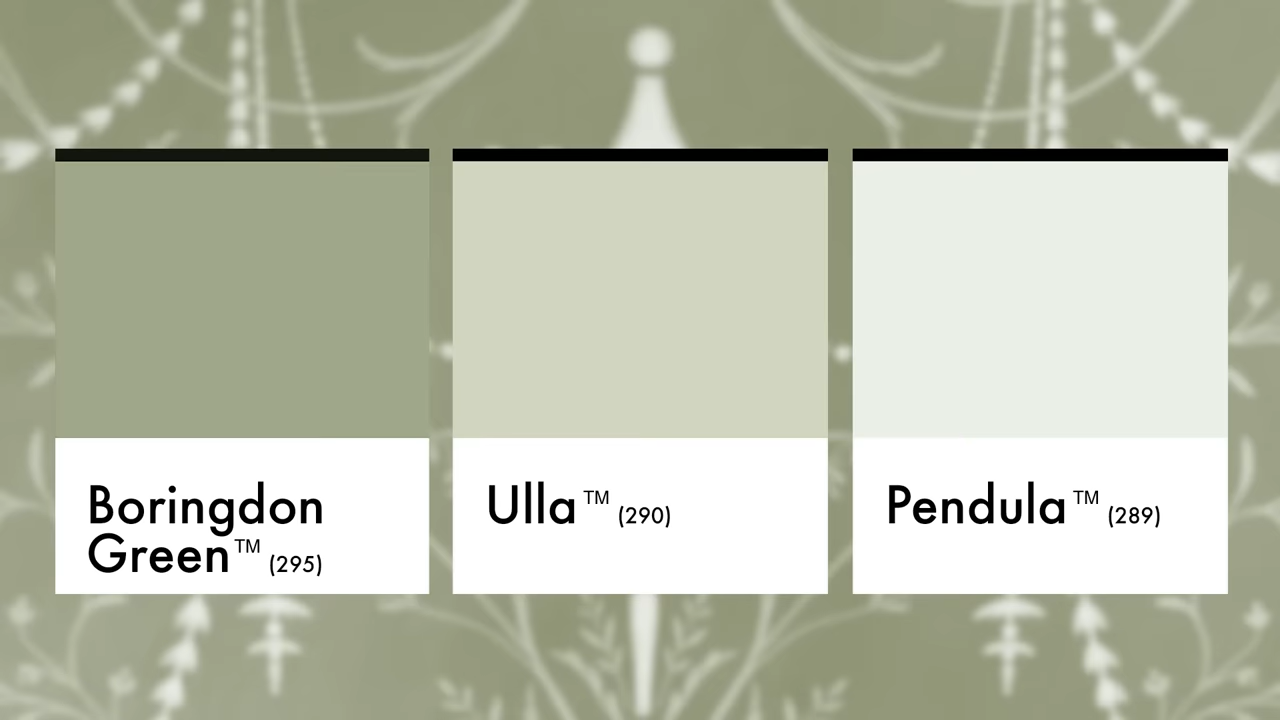 Boringdon
Green™ (295)
Ulla™ (290)
Pendula™ (289)